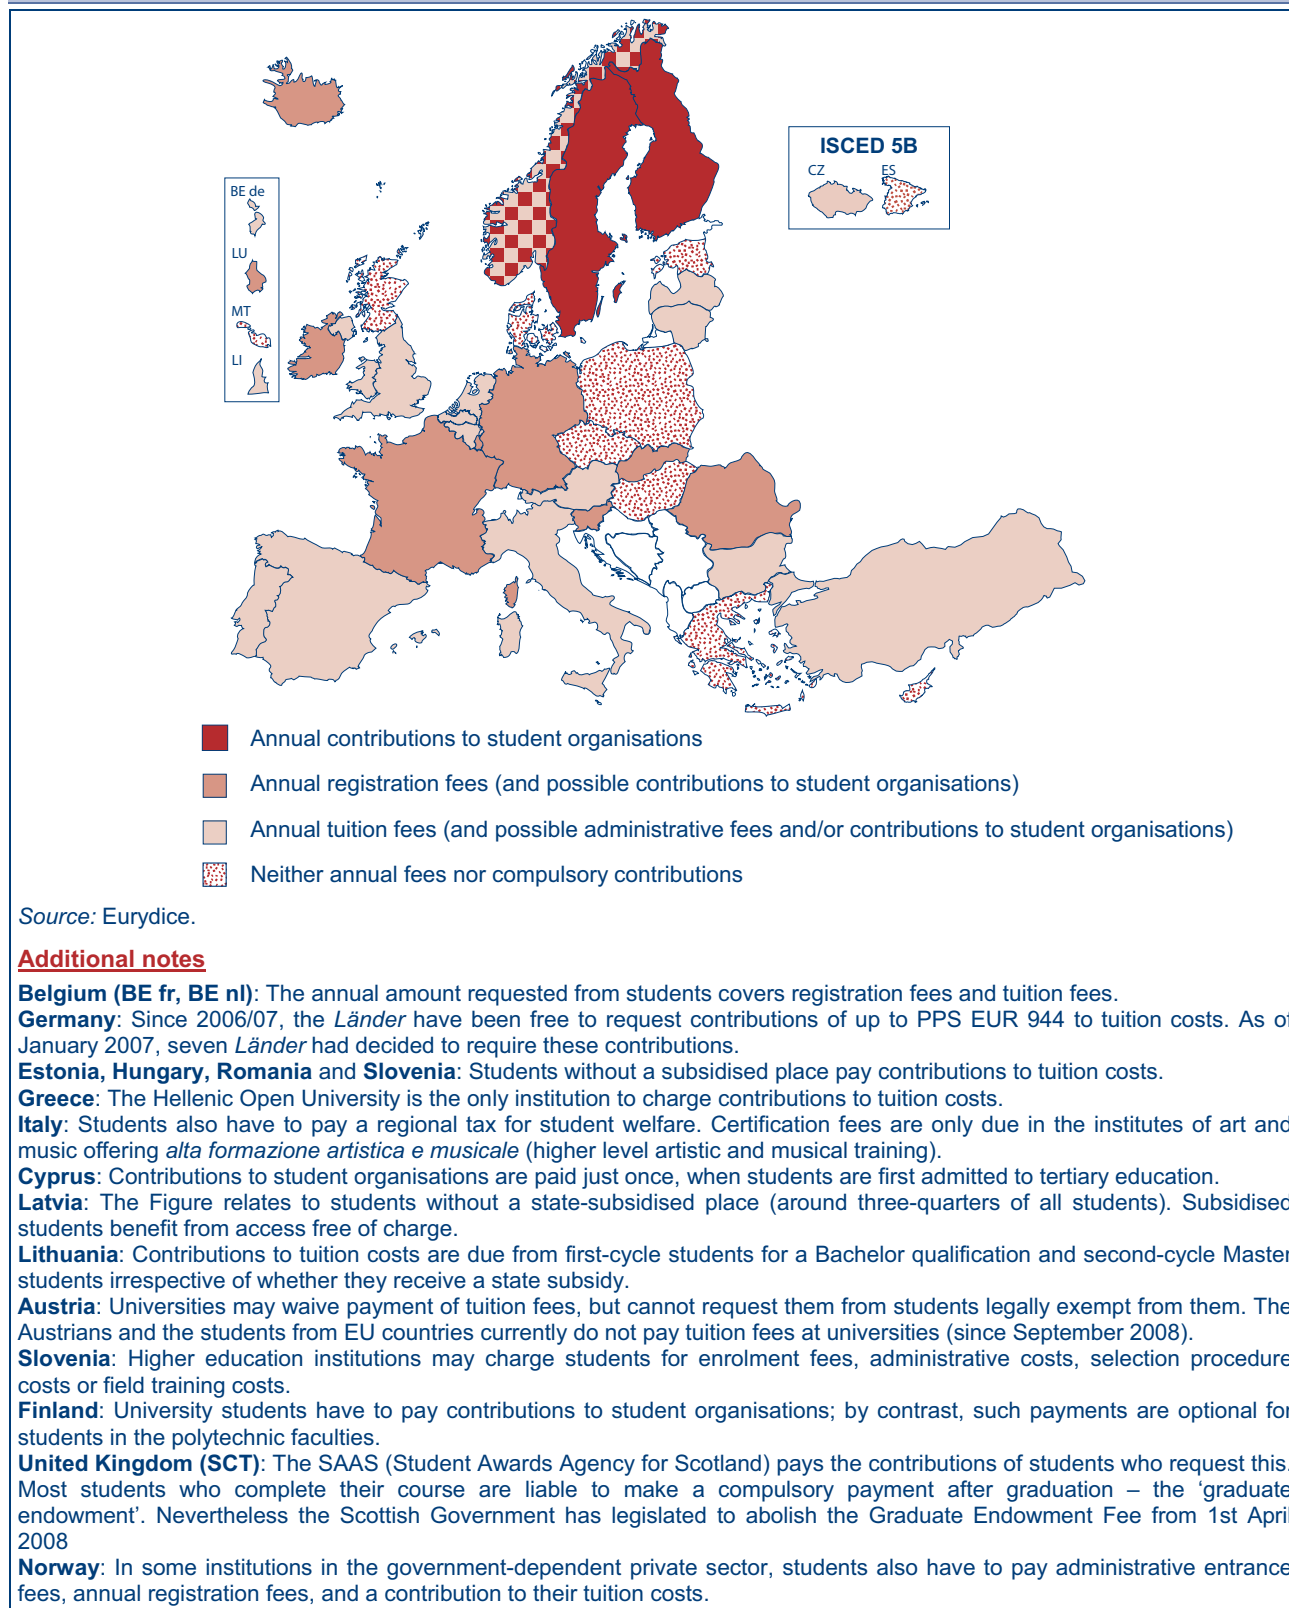 ISCED 5B
CZ ES
BE de
LU
MT
LI
Annual contributions to student organisations
Annual registration fees (and possible contributions to student organisations)
Annual tuition fees (and possible administrative fees and/or contributions to student organisations)
Neither annual fees nor compulsory contributions
Source: Eurydice.
Additional notes
Belgium (BE fr, BE nl): The annual amount requested from students covers registration fees and tuition fees.
Germany: Since 2006/07, the Länder have been free to request contributions of up to PPS EUR 944 to tuition costs. As of
January 2007, seven Länder had decided to require these contributions.
Estonia, Hungary, Romania and Slovenia: Students without a subsidised place pay contributions to tuition costs.
Greece: The Hellenic Open University is the only institution to charge contributions to tuition costs.
Italy: Students also have to pay a regional tax for student welfare. Certification fees are only due in the institutes of art and
music offering alta formazione artistica e musicale (higher level artistic and musical training).
Cyprus: Contributions to student organisations are paid just once, when students are first admitted to tertiary education.
Latvia: The Figure relates to students without a state-subsidised place (around three-quarters of all students). Subsidised
students benefit from access free of charge.
Lithuania: Contributions to tuition costs are due from first-cycle students for a Bachelor qualification and second-cycle Master
students irrespective of whether they receive a state subsidy.
Austria: Universities may waive payment of tuition fees, but cannot request them from students legally exempt from them. The
Austrians and the students from EU countries currently do not pay tuition fees at universities (since September 2008).
Slovenia: Higher education institutions may charge students for enrolment fees, administrative costs, selection procedure
costs or field training costs.
Finland: University students have to pay contributions to student organisations; by contrast, such payments are optional for
students in the polytechnic faculties.
United Kingdom (SCT): The SAAS (Student Awards Agency for Scotland) pays the contributions of students who request this.
Most students who complete their course are liable to make a compulsory payment after graduation – the ‘graduate
endowment’. Nevertheless the Scottish Government has legislated to abolish the Graduate Endowment Fee from 1st April
2008
Norway: In some institutions in the government-dependent private sector, students also have to pay administrative entrance
fees, annual registration fees, and a contribution to their tuition costs.